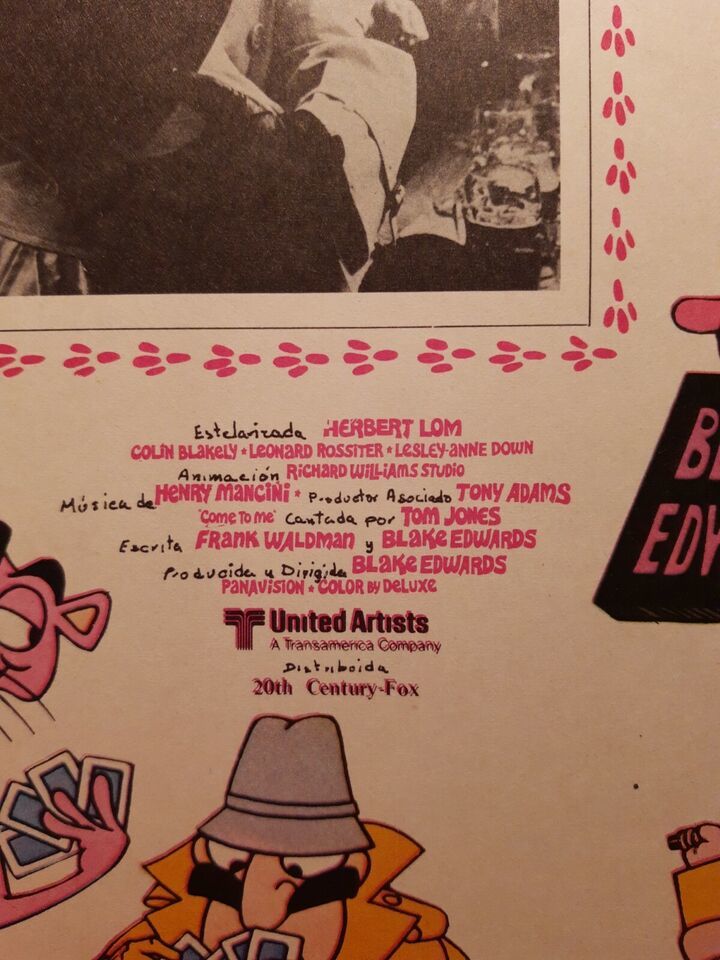 Estelarizada HERBERT LOM
COLIN BLAKELY * LEONARD ROSSITER * LESLEY-ANNE DOWN
Animación RICHARD WILLIAMS STUDIO
Música de HENRY MANCINI * Productor Asociado TONY ADAMS
'COME TO ME' Cantada por TOM JONES
Escrita FRANK WALDMAN y BLAKE EDWARDS
Producida y Dirigida BLAKE EDWARDS
PANAVISION * COLOR BY DELUXE
United Artists
A Transamerica Company
Distriboida
20th Century-Fox
EDW